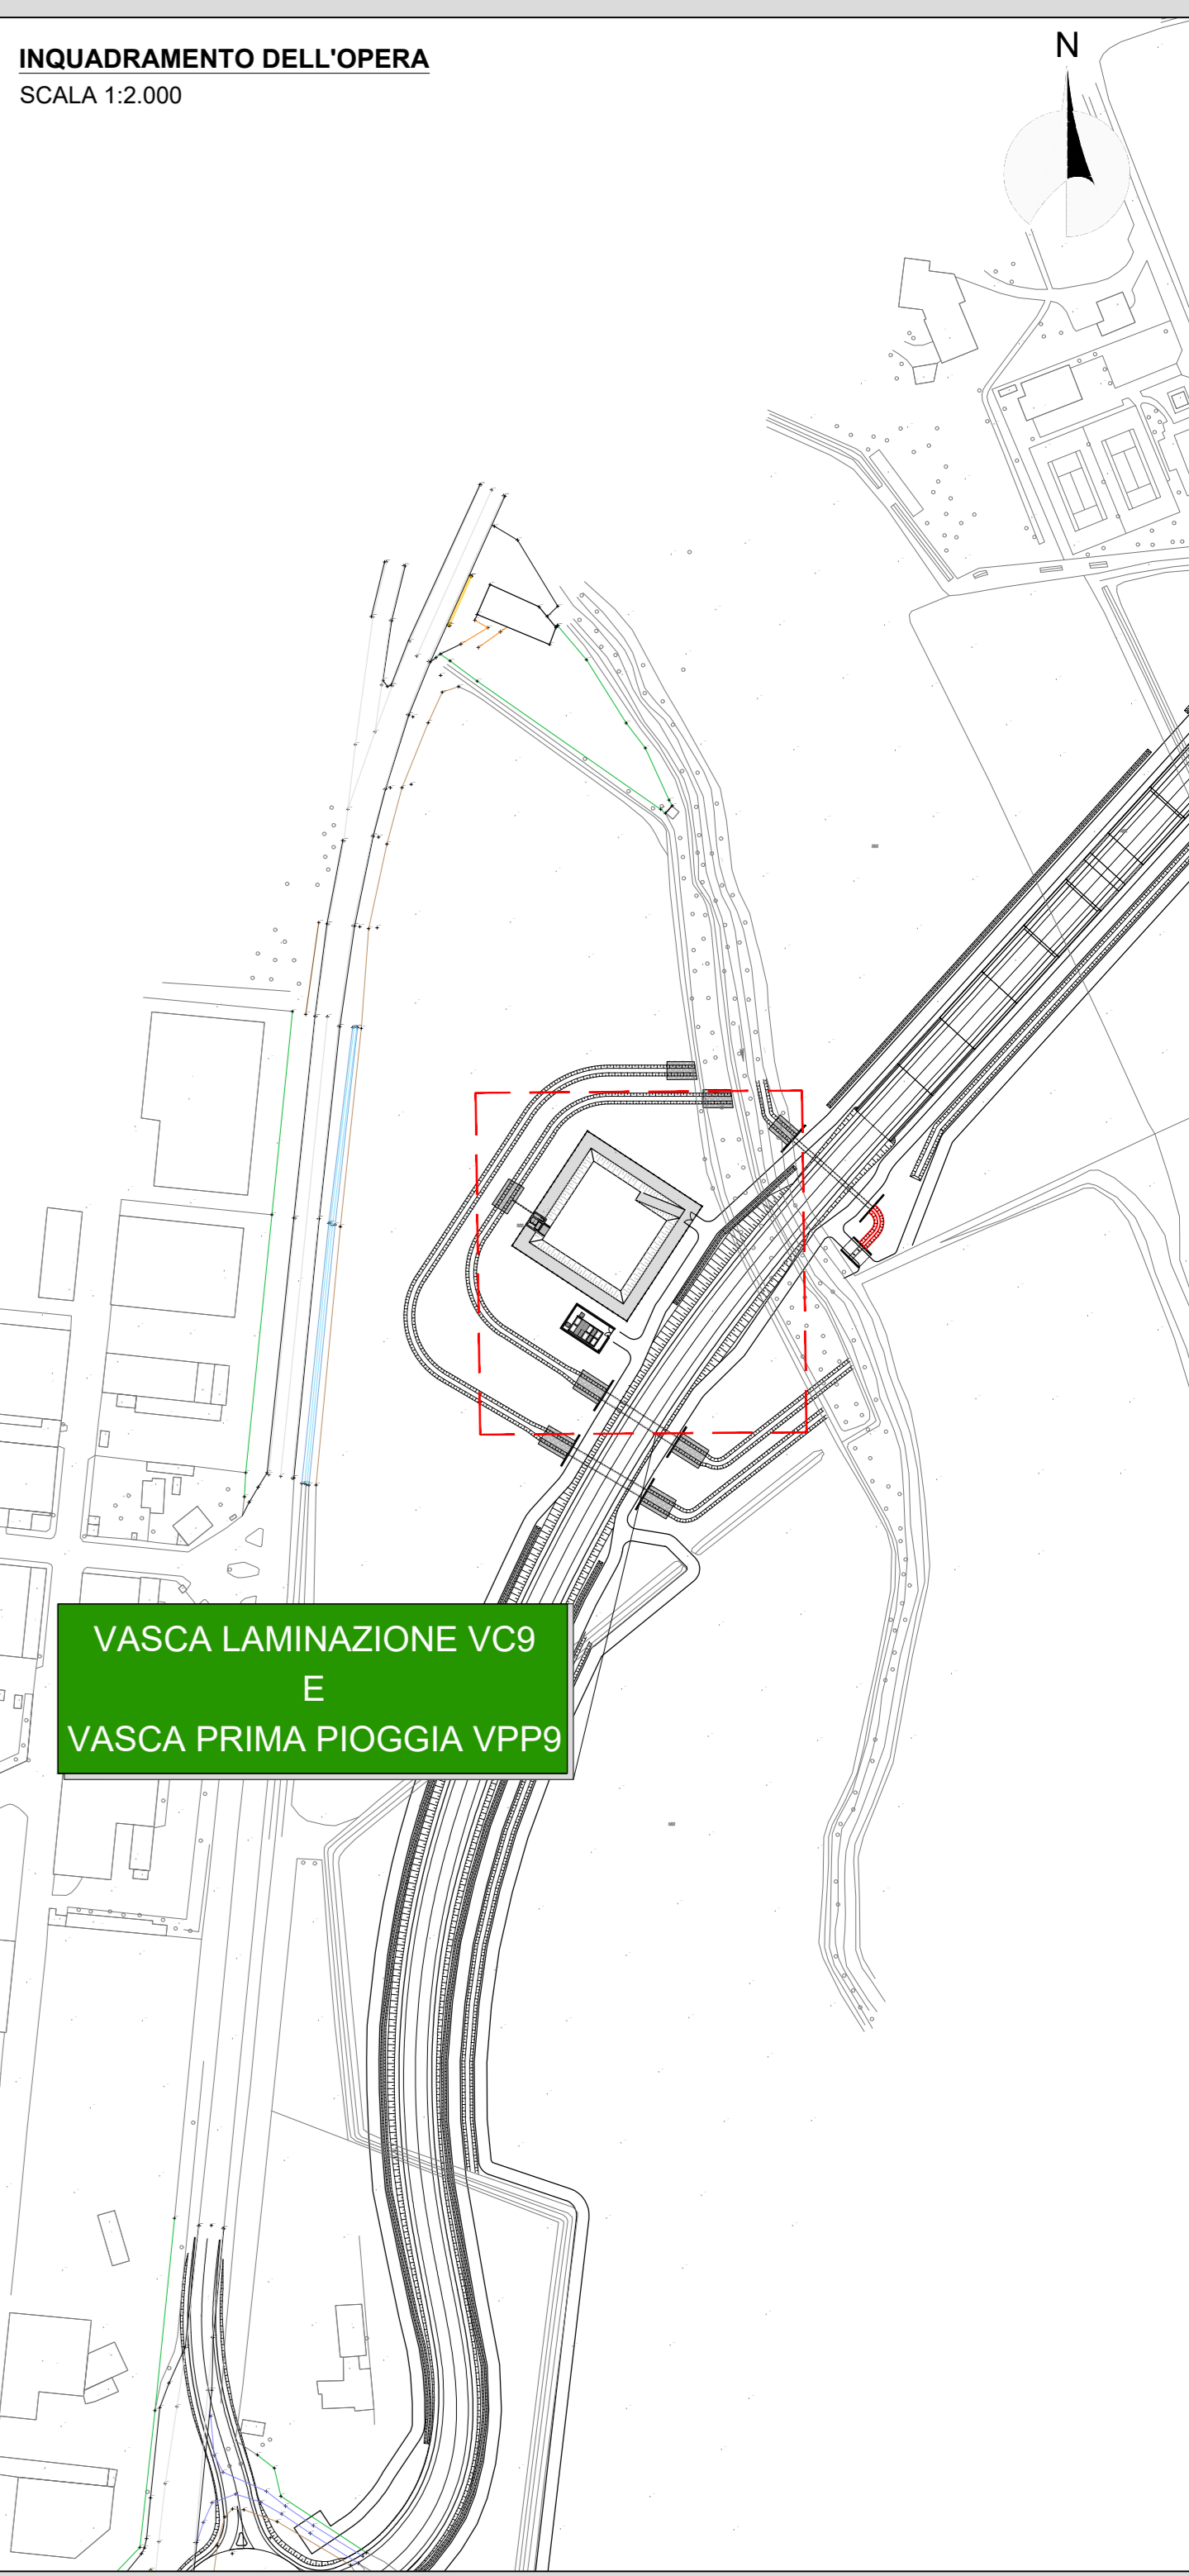 INQUADRAMENTO DELL'OPERA
SCALA 1:2.000
N
VASCA LAMINAZIONE VC9
E
VASCA PRIMA PIOGGIA VPP9